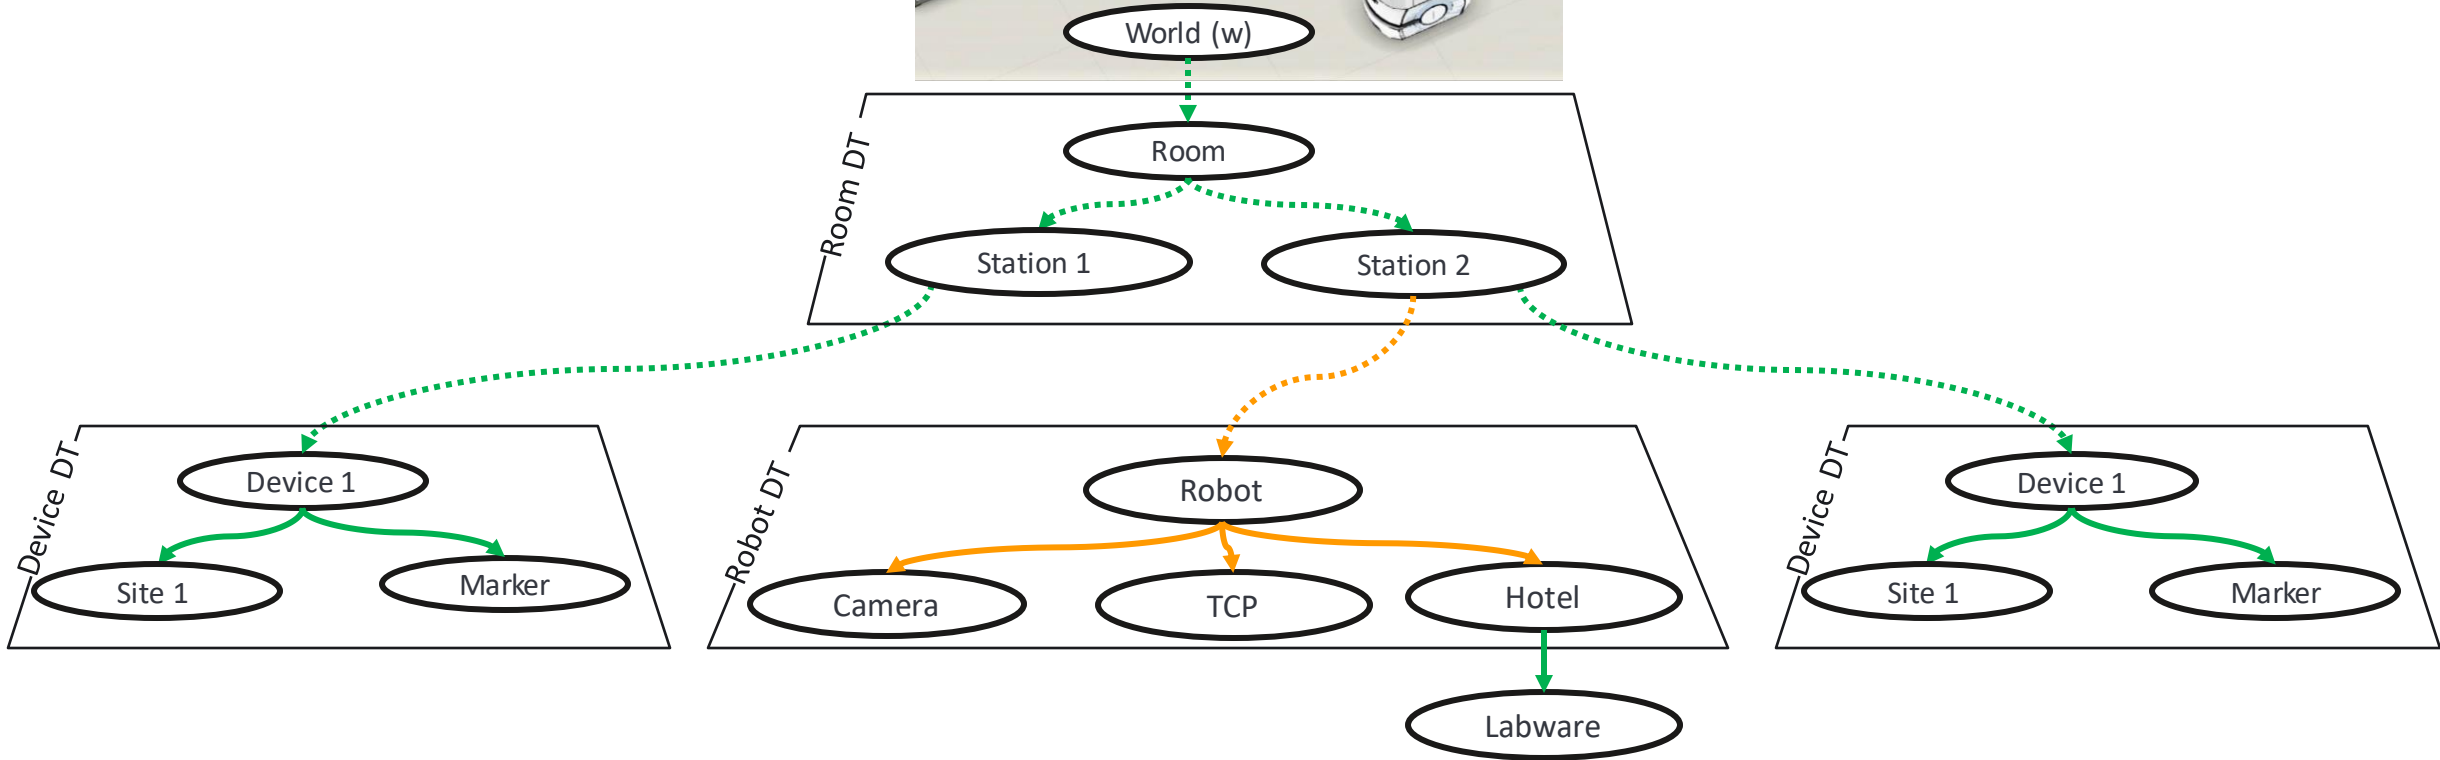 World (w)
Room DT
Room
Station 1
Station 2
Device DT
Device 1
Site 1
Marker
Robot DT
Robot
Camera
TCP
Hotel
Labware
Device DT
Device 1
Site 1
Marker